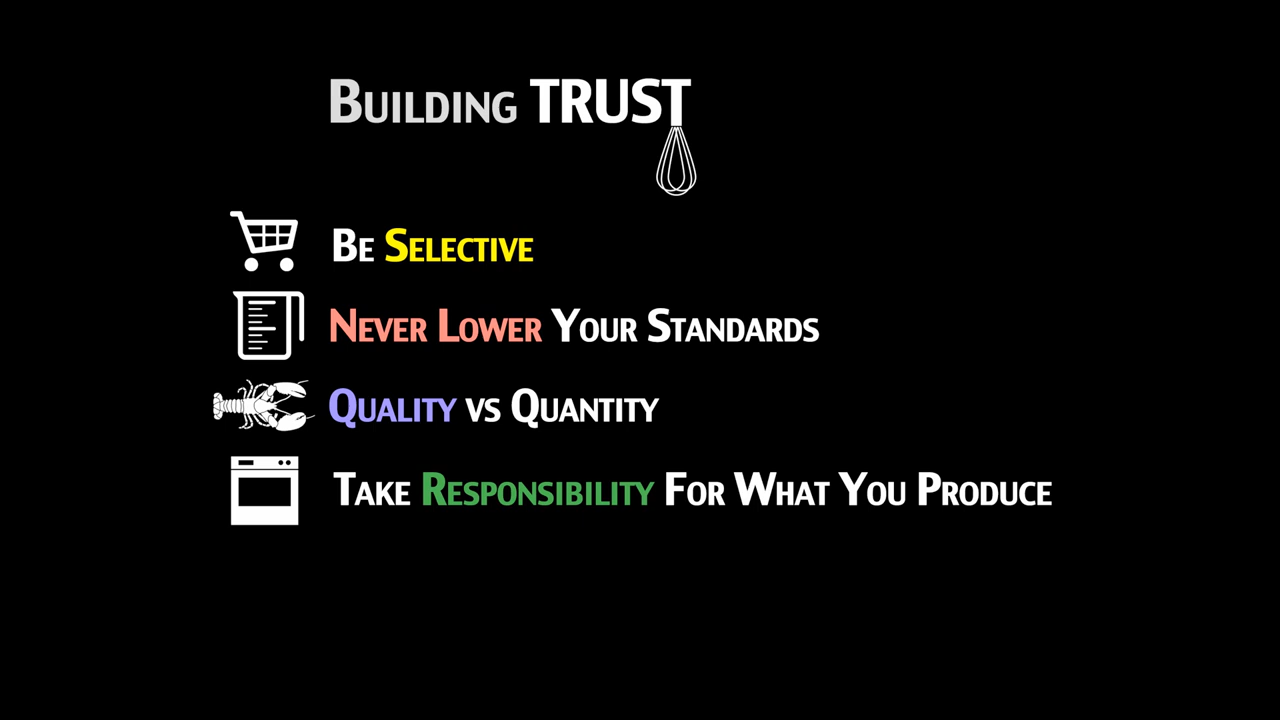 Building TRUST
Be Selective
Never Lower Your Standards
Quality vs Quantity
Take Responsibility For What You Produce